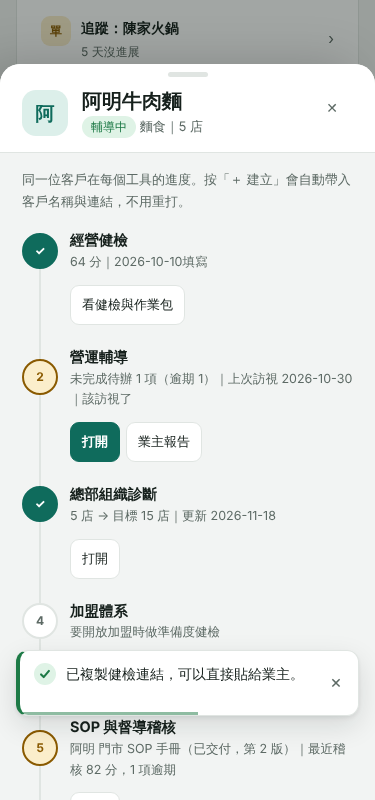 單
追蹤：陳家火鍋
5 天沒進展
›
阿
阿明牛肉麵
輔導中 麵食｜5 店
×
同一位客戶在每個工具的進度。按「＋ 建立」會自動帶入
客戶名稱與連結，不用重打。
經營健檢
64 分｜2026-10-10填寫
看健檢與作業包
2
營運輔導
未完成待辦 1 項（逾期 1）｜上次訪視 2026-10-30
｜該訪視了
打開
業主報告
總部組織診斷
5 店 → 目標 15 店｜更新 2026-11-18
打開
4
加盟體系
要開放加盟時做準備度健檢
已複製健檢連結，可以直接貼給業主。
×
5
SOP 與督導稽核
阿明 門市 SOP 手冊（已交付，第 2 版）｜最近稽
核 82 分，1 項逾期